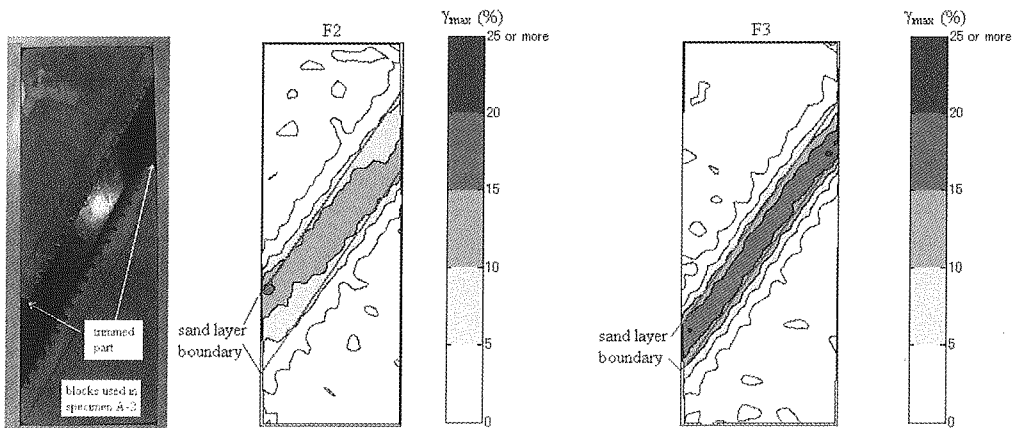 trimmed
part
blocks used in
specimen A-3
F2
sand layer
boundary
γmax (%)
25 or more
20
15
10
5
0
F3
sand layer
boundary
γmax (%)
25 or more
20
15
10
5
0